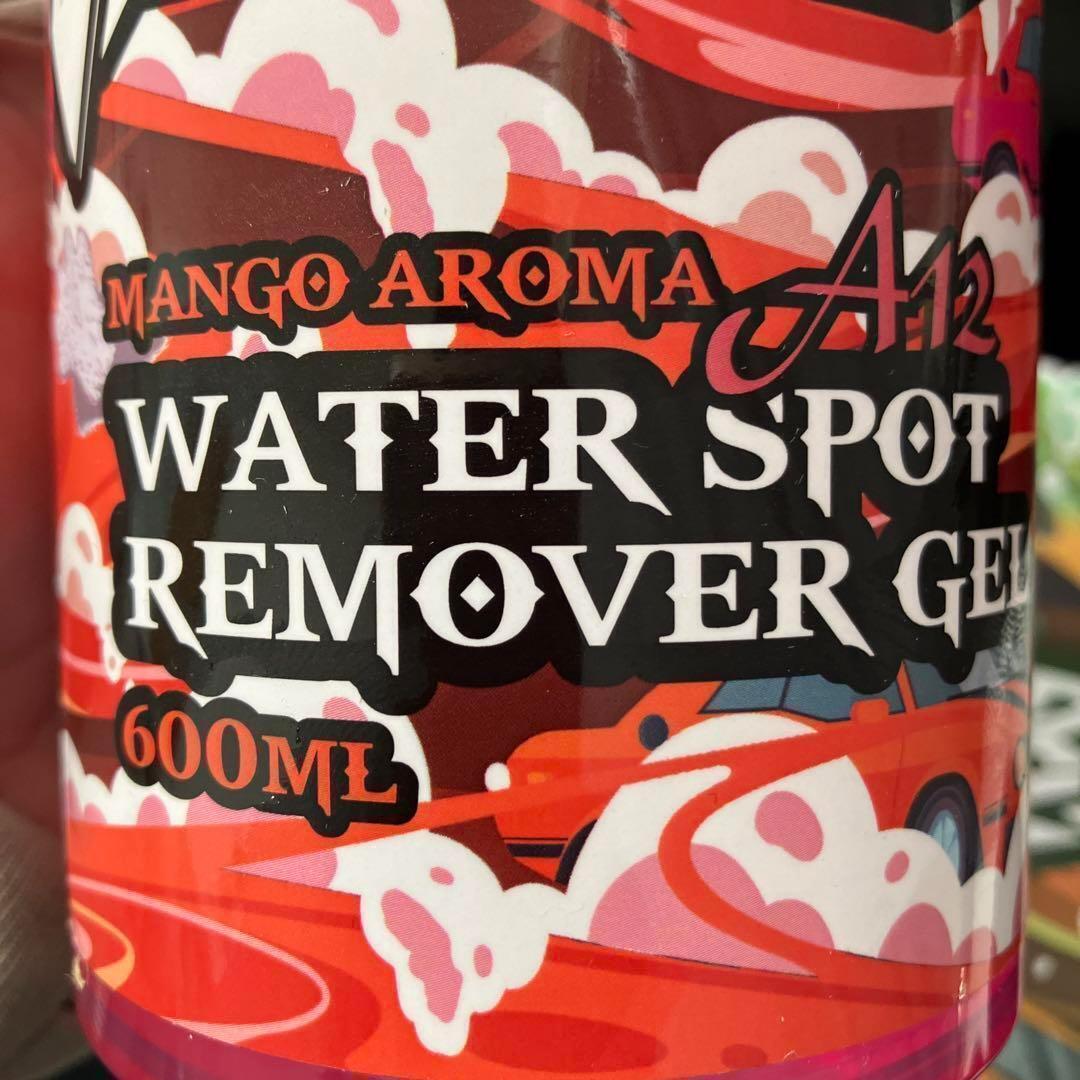 MANGO AROMA A12
WATER SPOT
REMOVER GEL
600ML